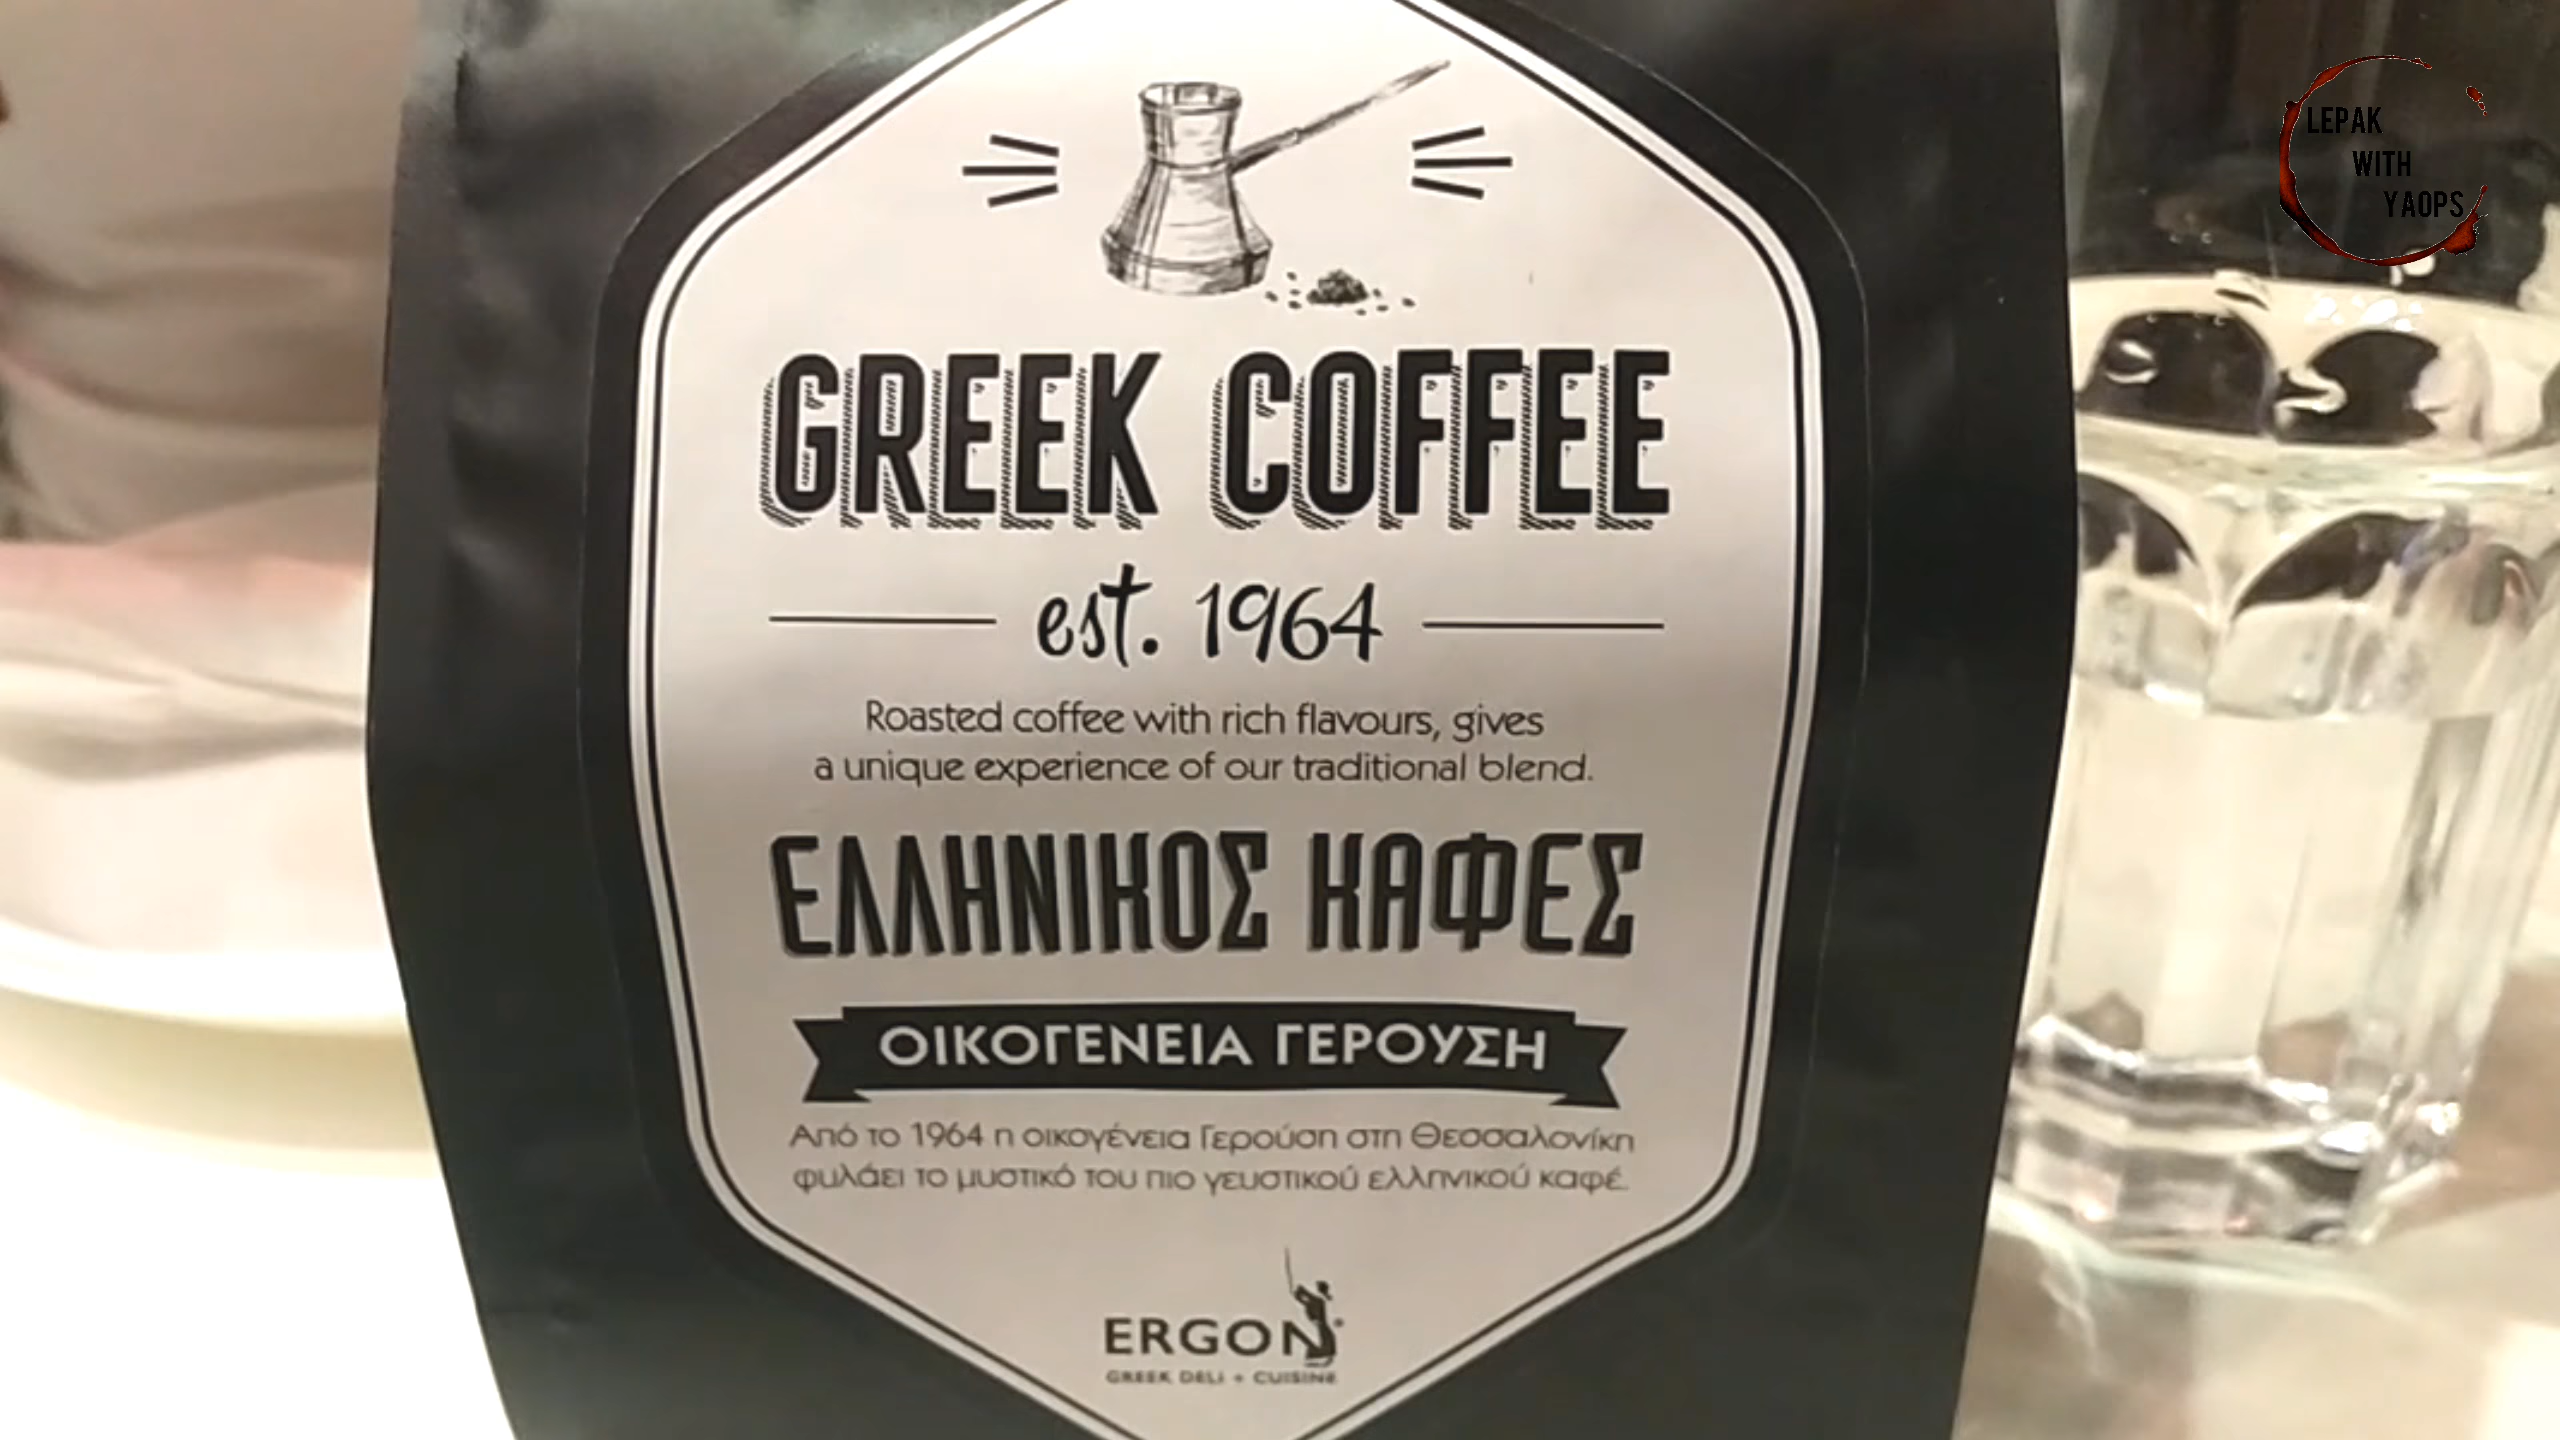 LEPAK
WITH
YAOPS
GREEK COFFEE
est. 1964
Roasted coffee with rich flavours, gives
a unique experience of our traditional blend.
ΕΛΛΗΝΙΚΟΣ ΚΑΦΕΣ
ΟΙΚΟΓΕΝΕΙΑ ΓΕΡΟΥΣΗ
Από το 1964 η οικογένεια Γερούση στη Θεσσαλονίκη
φυλάει το μυστικό του πιο γευστικού ελληνικού καφέ.
ERGON
GREEK DELI + CUISINE